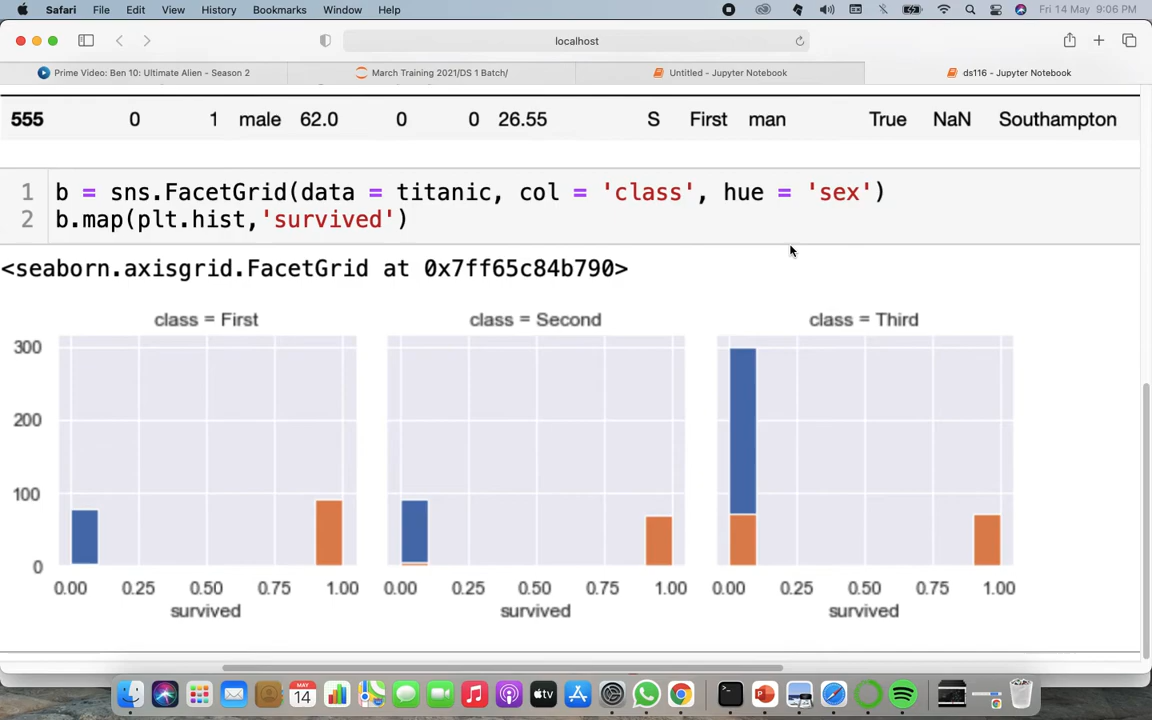 Safari File Edit View History Bookmarks Window Help Fri 14 May 9:06 PM
localhost
Prime Video: Ben 10: Ultimate Alien - Season 2 March Training 2021/DS 1 Batch/ Untitled - Jupyter Notebook ds116 - Jupyter Notebook
555 0 1 male 62.0 0 0 26.55 S First man True NaN Southampton
1 b = sns.FacetGrid(data = titanic, col = 'class', hue = 'sex')
2 b.map(plt.hist,'survived')
<seaborn.axisgrid.FacetGrid at 0x7ff65c84b790>
class = First class = Second class = Third
300
200
100
0
0.00 0.25 0.50 0.75 1.00 0.00 0.25 0.50 0.75 1.00 0.00 0.25 0.50 0.75 1.00
survived survived survived
MAY
14
tv